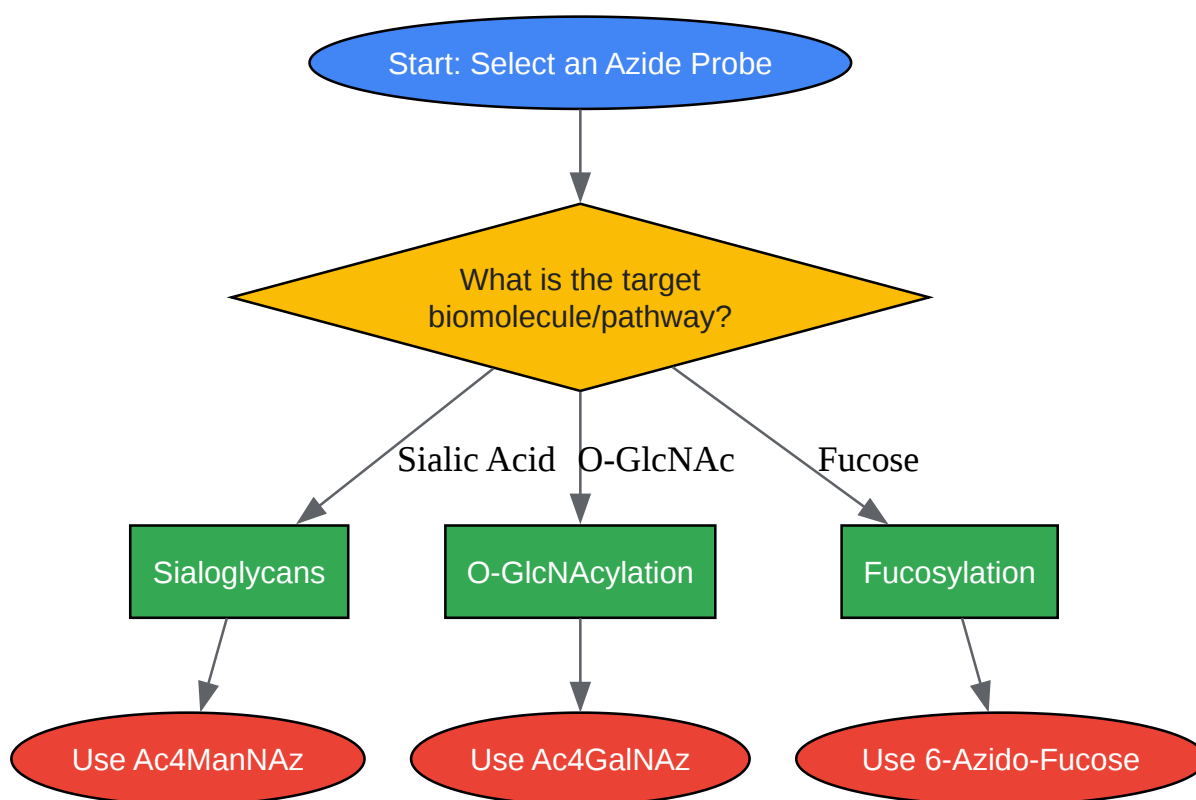 Start: Select an Azide Probe
What is the target
biomolecule/pathway?
Sialic Acid
O-GlcNAc
Fucose
Sialoglycans
O-GlcNAcylation
Fucosylation
Use Ac4ManNAz
Use Ac4GalNAz
Use 6-Azido-Fucose